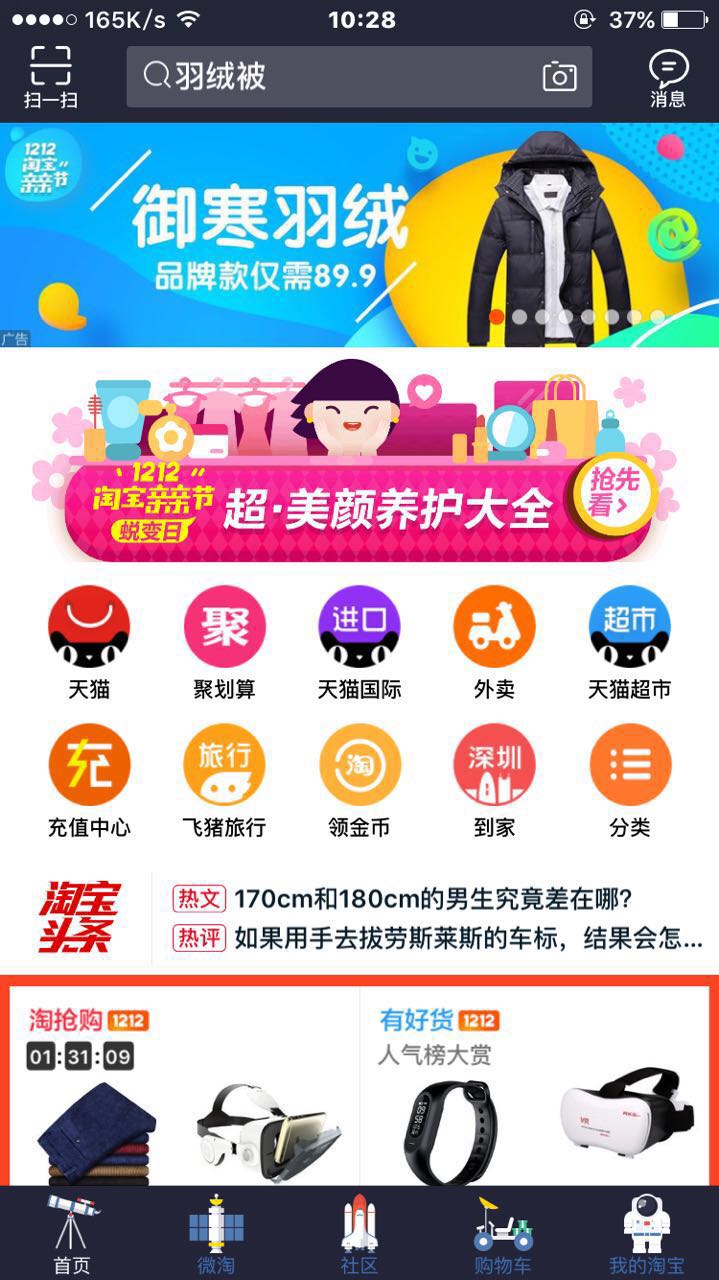 165K/s 10:28 37%
扫一扫
羽绒被
消息
1212
淘宝
亲亲节
御寒羽绒
品牌款仅需89.9
广告
1212
淘宝亲亲节
蜕变日
超·美颜养护大全
抢先
看>
聚 进口 超市
天猫 聚划算 天猫国际 外卖 天猫超市
充 旅行 淘 深圳
充值中心 飞猪旅行 领金币 到家 分类
淘宝
头条
热文 170cm和180cm的男生究竟差在哪?
热评 如果用手去拔劳斯莱斯的车标，结果会怎...
淘抢购 1212
01:31:09
有好货 1212
人气榜大赏
VR
首页 微淘 社区 购物车 我的淘宝